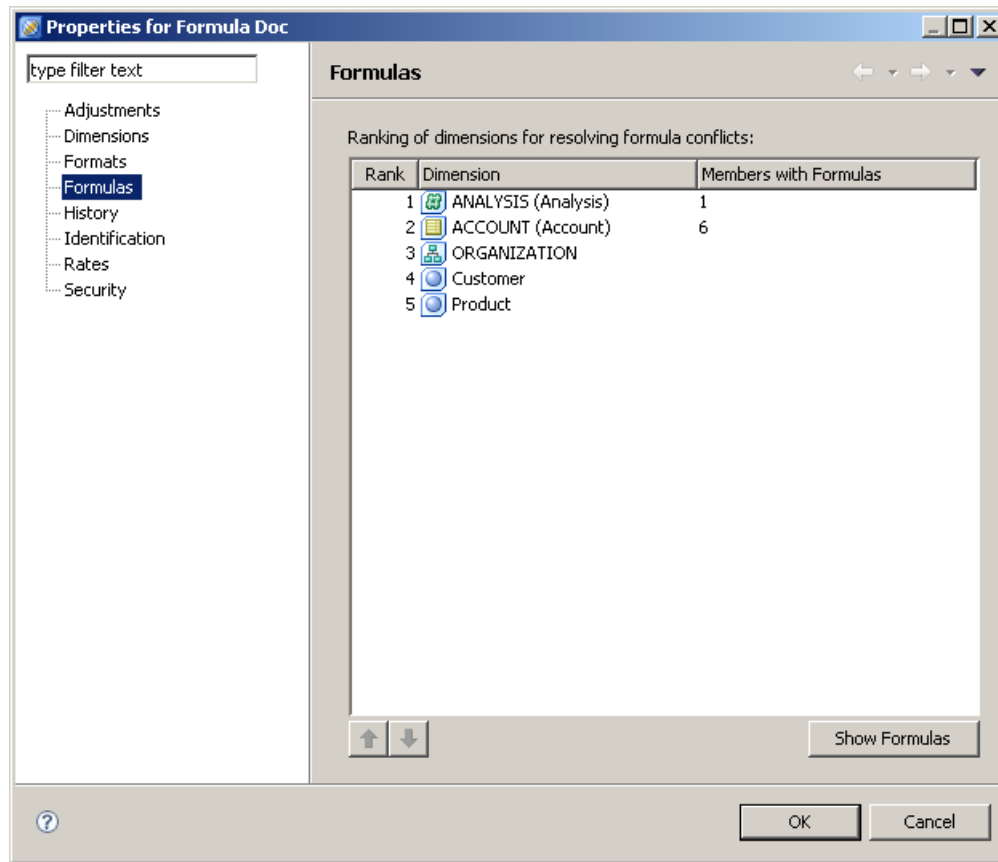 Properties for Formula Doc
type filter text
Adjustments
Dimensions
Formats
Formulas
History
Identification
Rates
Security
Formulas
Ranking of dimensions for resolving formula conflicts:
Rank Dimension Members with Formulas
1 ANALYSIS (Analysis) 1
2 ACCOUNT (Account) 6
3 ORGANIZATION
4 Customer
5 Product
Show Formulas
? OK Cancel